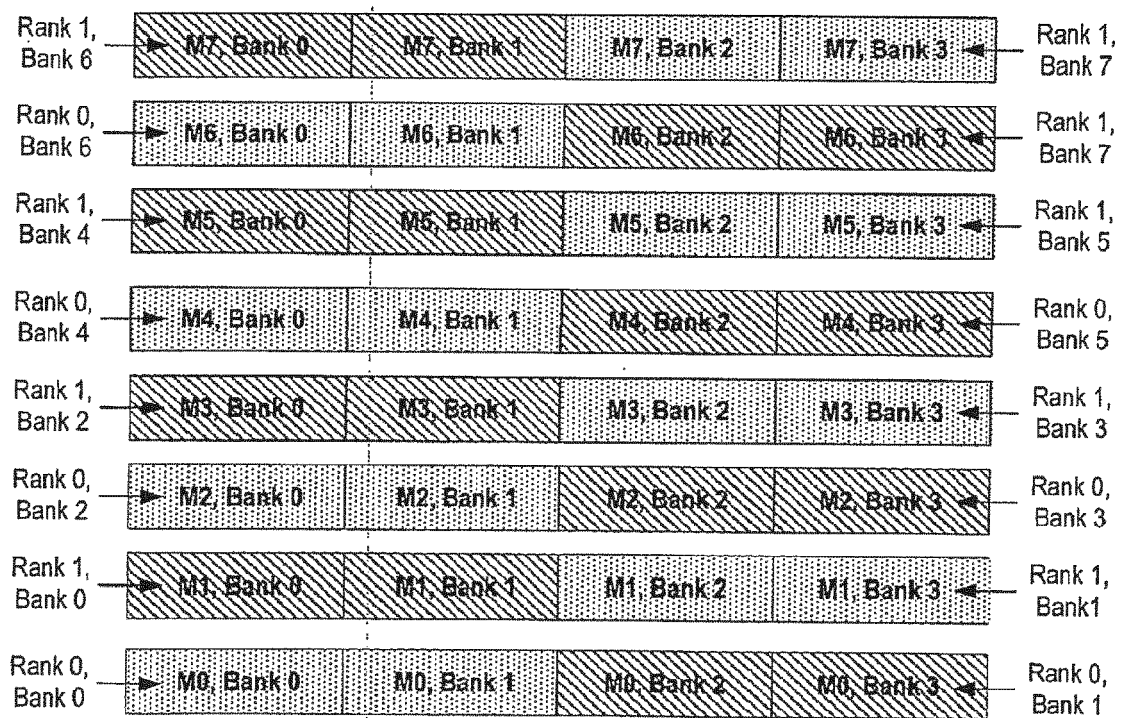 Rank 1,
Bank 6
M7, Bank 0
M7, Bank 1
M7, Bank 2
M7, Bank 3
Rank 1,
Bank 7
Rank 0,
Bank 6
M6, Bank 0
M6, Bank 1
M6, Bank 2
M6, Bank 3
Rank 1,
Bank 7
Rank 1,
Bank 4
M5, Bank 0
M5, Bank 1
M5, Bank 2
M5, Bank 3
Rank 1,
Bank 5
Rank 0,
Bank 4
M4, Bank 0
M4, Bank 1
M4, Bank 2
M4, Bank 3
Rank 0,
Bank 5
Rank 1,
Bank 2
M3, Bank 0
M3, Bank 1
M3, Bank 2
M3, Bank 3
Rank 1,
Bank 3
Rank 0,
Bank 2
M2, Bank 0
M2, Bank 1
M2, Bank 2
M2, Bank 3
Rank 0,
Bank 3
Rank 1,
Bank 0
M1, Bank 0
M1, Bank 1
M1, Bank 2
M1, Bank 3
Rank 1,
Bank1
Rank 0,
Bank 0
M0, Bank 0
M0, Bank 1
M0, Bank 2
M0, Bank 3
Rank 0,
Bank 1